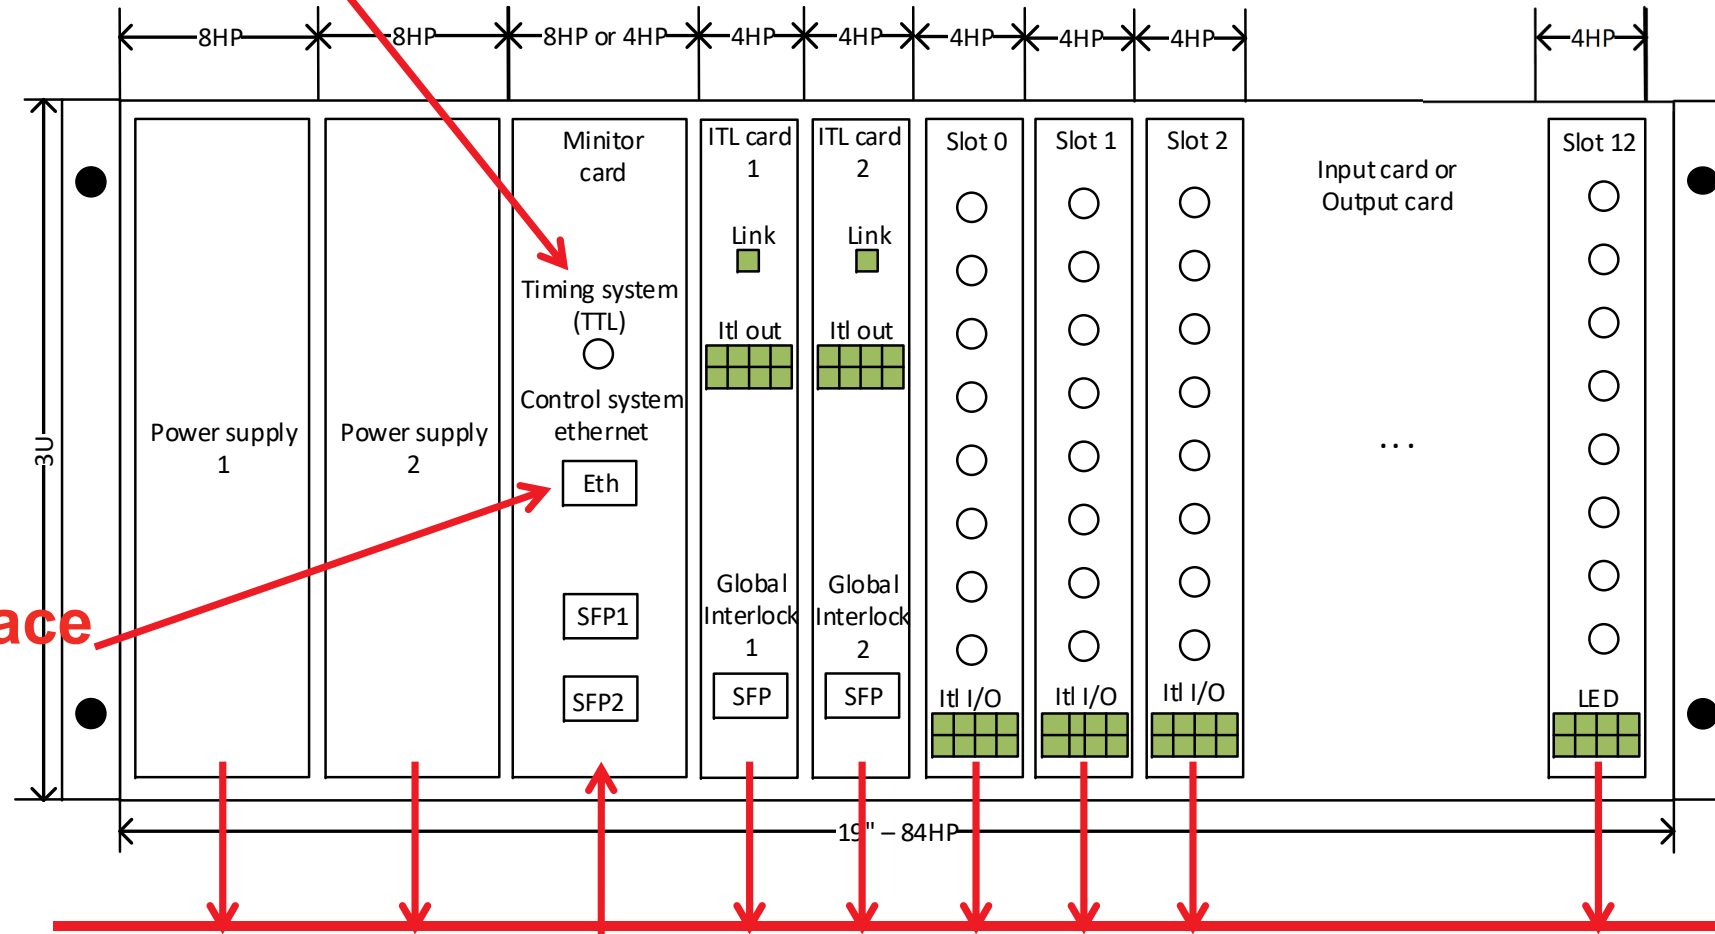 8HP 8HP 8HP or 4HP 4HP 4HP 4HP 4HP 4HP 4HP
3U
Power supply
1
Power supply
2
Minitor
card
Timing system
(TTL)
Control system
ethernet
Eth
SFP1
SFP2
ITL card
1
Link
Itl out
Global
Interlock
1
SFP
ITL card
2
Link
Itl out
Global
Interlock
2
SFP
Slot 0
Itl I/O
Slot 1
Itl I/O
Slot 2
Itl I/O
Input card or
Output card
...
Slot 12
LED
ace
19" – 84HP